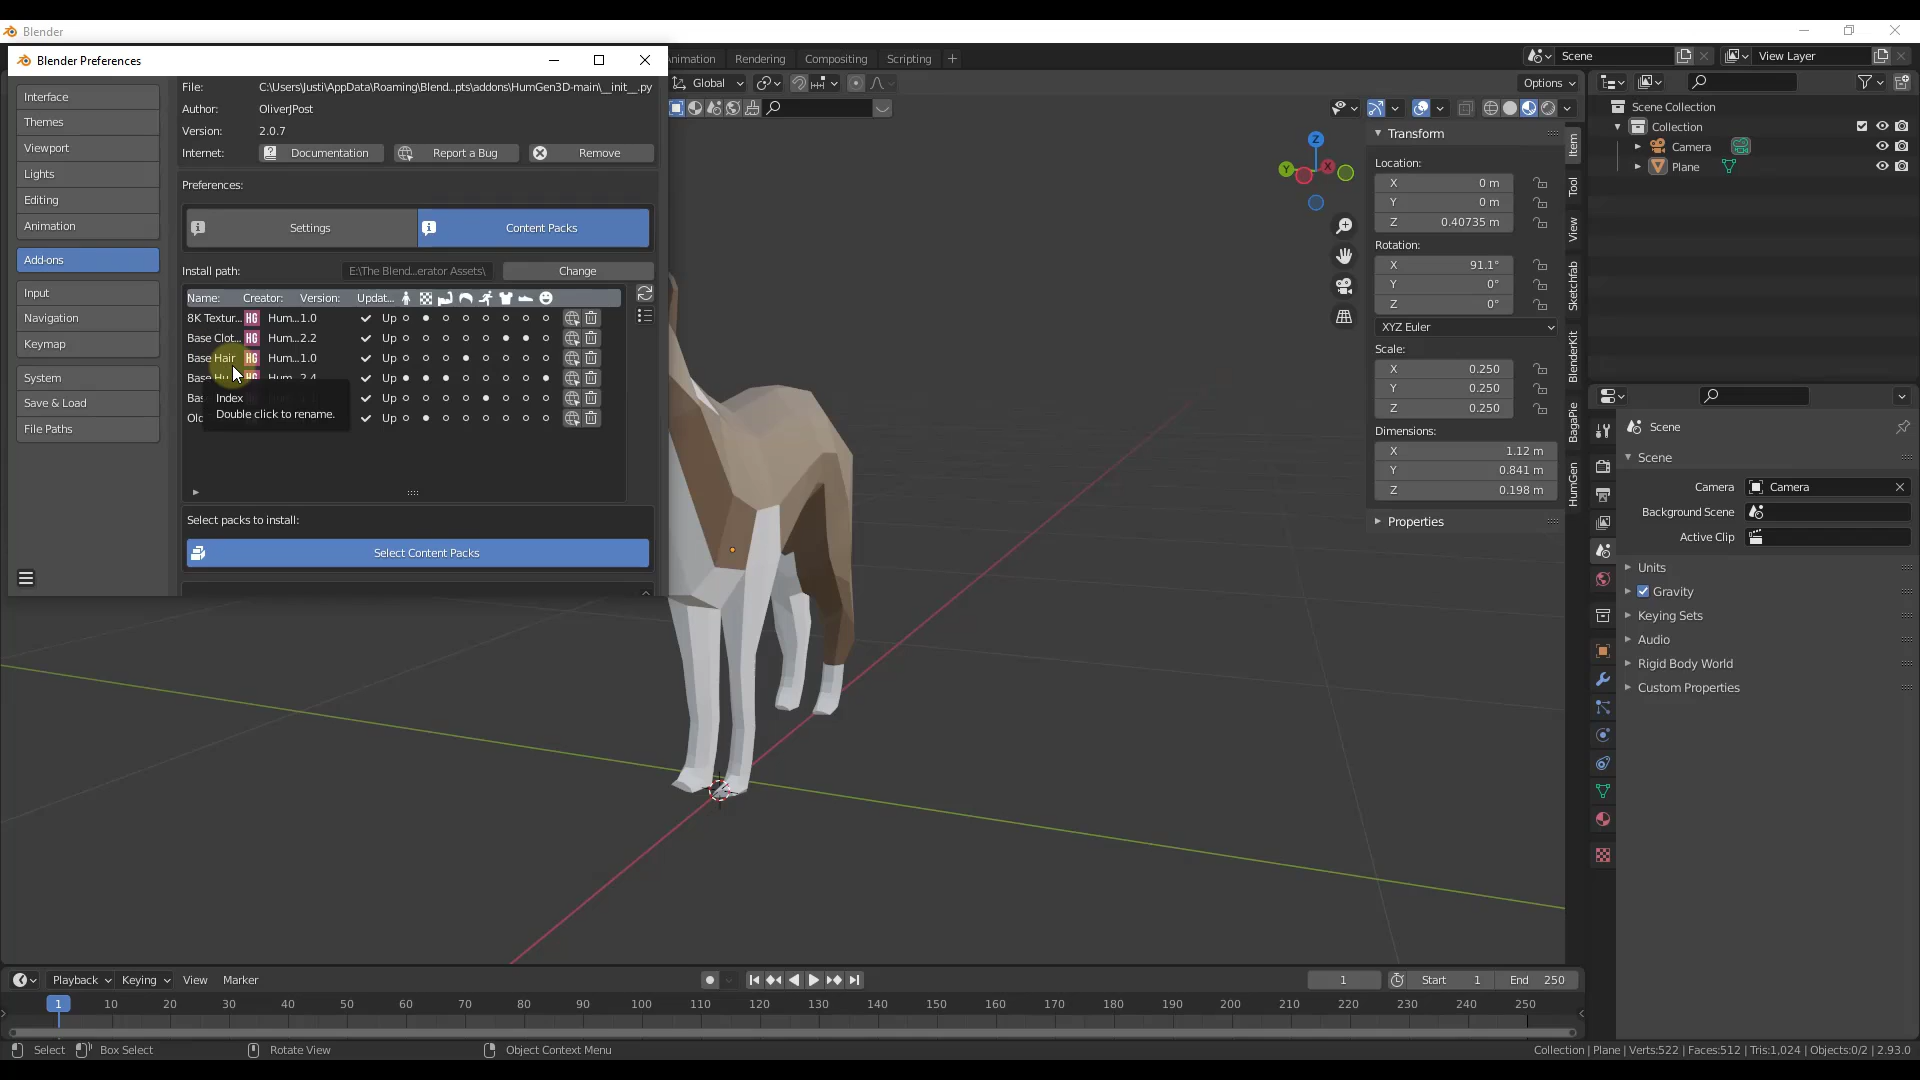 Blender
Blender Preferences
Interface
Themes
Viewport
Lights
Editing
Animation
Add-ons
Input
Navigation
Keymap
System
Save & Load
File Paths
File: C:\Users\Justi/AppData\Roaming\Blend...pts\addons\HumGen3D-main\__init__.py
Author: OliverJPost
Version: 2.0.7
Internet: Documentation Report a Bug Remove
Preferences:
Settings Content Packs
Install path: E:\The Blend...erator Assets\ Change
Name: Creator: Version: Updat...
8K Textur... HG Hum...1.0 Up
Base Clot... HG Hum...2.2 Up
Base Hair HG Hum...1.0 Up
Base Hu HG Hum...2.4 Up
Bas Up
Old Up
Index
Double click to rename.
Select packs to install:
Select Content Packs
nimation Rendering Compositing Scripting +
Global
Options
Z
Y
X
Transform
Location:
X 0 m
Y 0 m
Z 0.40735 m
Rotation:
X 91.1°
Y 0°
Z 0°
XYZ Euler
Scale:
X 0.250
Y 0.250
Z 0.250
Dimensions:
X 1.12 m
Y 0.841 m
Z 0.198 m
Properties
Item
Tool
View
Sketchfab
BlenderKit
BagaPie
HumGen
Scene
View Layer
Scene Collection
Collection
Camera
Plane
Scene
Scene
Camera Camera
Background Scene
Active Clip
Units
Gravity
Keying Sets
Audio
Rigid Body World
Custom Properties
Playback Keying View Marker
1 Start 1 End 250
1 10 20 30 40 50 60 70 80 90 100 110 120 130 140 150 160 170 180 190 200 210 220 230 240 250
Select Box Select Rotate View Object Context Menu
Collection | Plane | Verts:522 | Faces:512 | Tris:1,024 | Objects:0/2 | 2.93.0